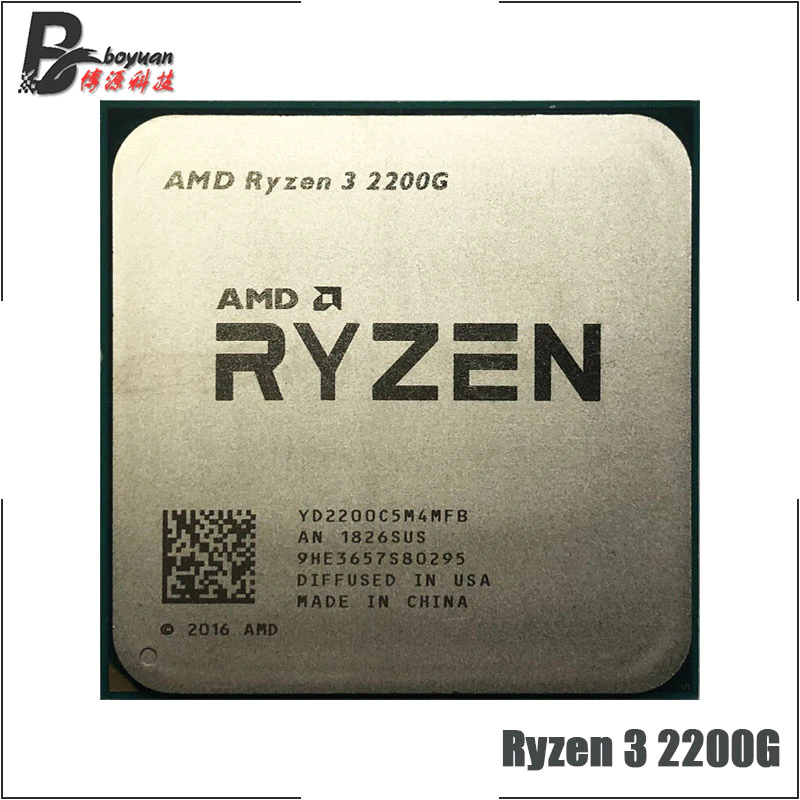 boyuan
博源科技
AMD Ryzen 3 2200G
AMD
RYZEN
YD2200C5M4MFB
AN 1826SUS
9HE3657S80295
DIFFUSED IN USA
MADE IN CHINA
© 2016 AMD
Ryzen 3 2200G